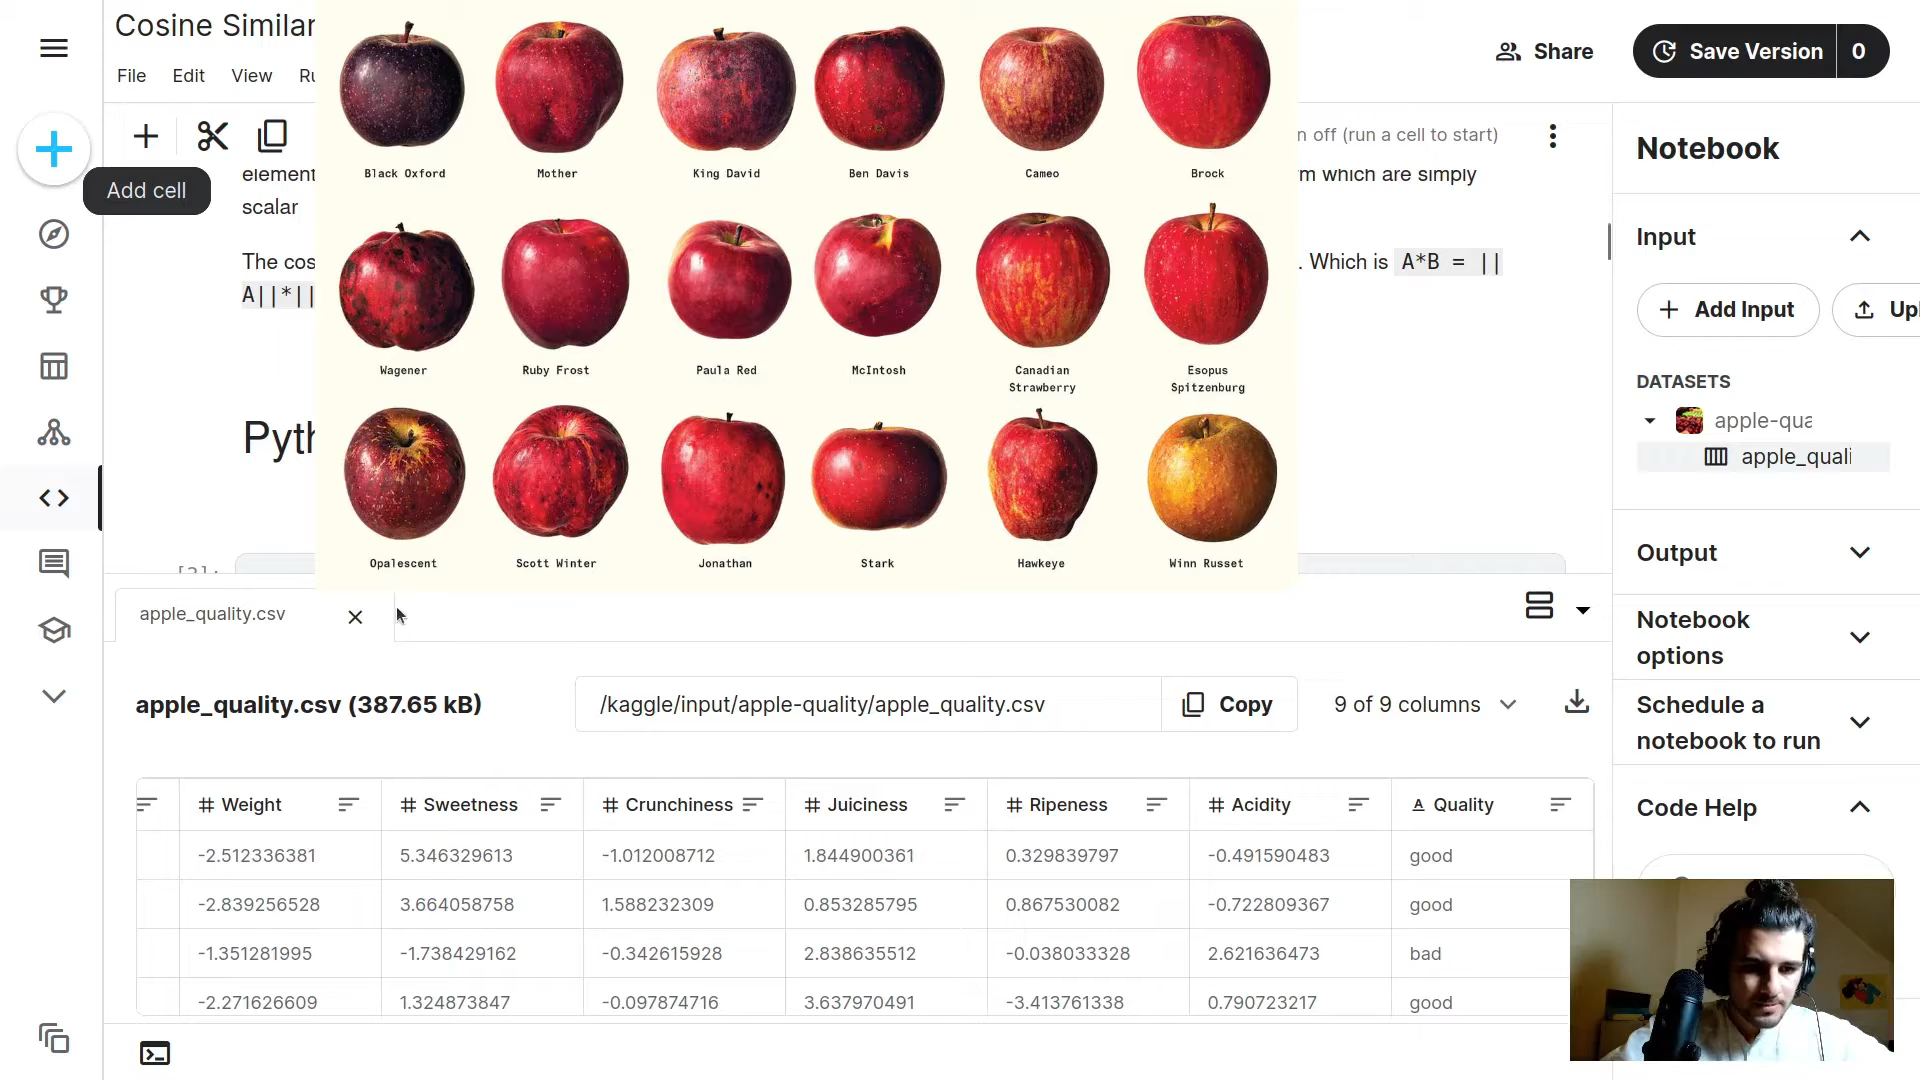 Cosine Similar
File Edit View Ru
Share
Save Version 0
Add cell
element
scalar
The cos
A||*||
n off (run a cell to start)
m which are simply
. Which is A*B = ||
Pyth
Black Oxford
Mother
King David
Ben Davis
Cameo
Brock
Wagener
Ruby Frost
Paula Red
McIntosh
Canadian
Strawberry
Esopus
Spitzenburg
Opalescent
Scott Winter
Jonathan
Stark
Hawkeye
Winn Russet
Notebook
Input
Add Input
Upl
DATASETS
apple-qua
apple_quali
Output
Notebook
options
Schedule a
notebook to run
Code Help
apple_quality.csv
apple_quality.csv (387.65 kB)
/kaggle/input/apple-quality/apple_quality.csv
Copy
9 of 9 columns
# Weight # Sweetness # Crunchiness # Juiciness # Ripeness # Acidity A Quality
-2.512336381 5.346329613 -1.012008712 1.844900361 0.329839797 -0.491590483 good
-2.839256528 3.664058758 1.588232309 0.853285795 0.867530082 -0.722809367 good
-1.351281995 -1.738429162 -0.342615928 2.838635512 -0.038033328 2.621636473 bad
-2.271626609 1.324873847 -0.097874716 3.637970491 -3.413761338 0.790723217 good